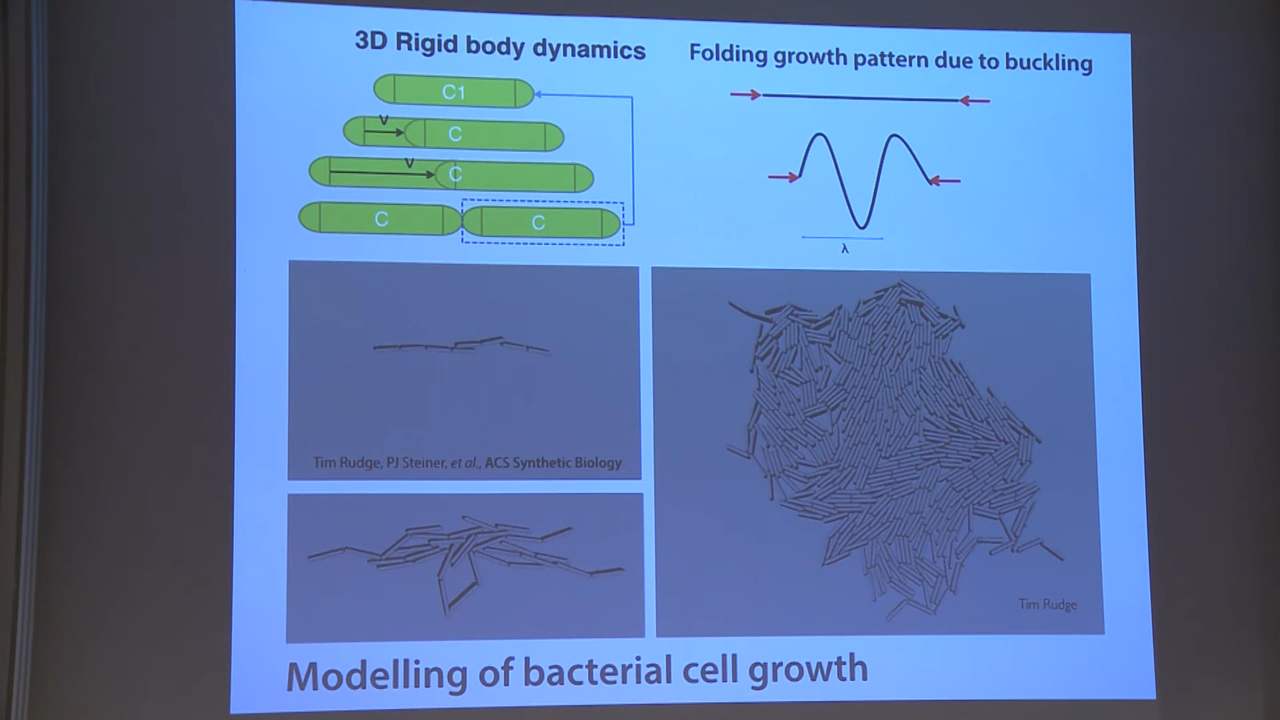 3D Rigid body dynamics
C1
V
C
V
C
C
C
Folding growth pattern due to buckling
λ
Tim Rudge, PJ Steiner, et al., ACS Synthetic Biology
Tim Rudge
Modelling of bacterial cell growth